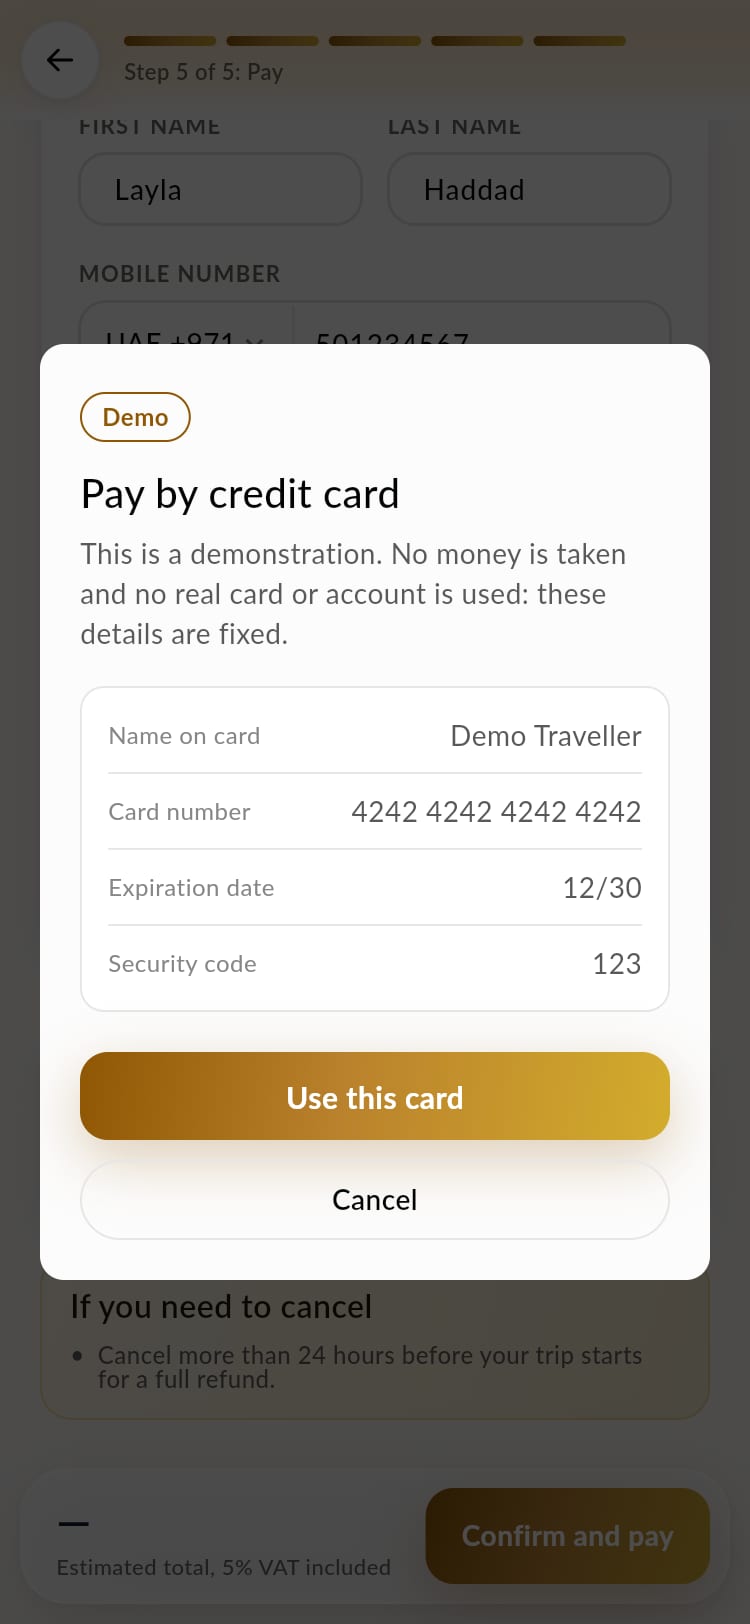 Step 5 of 5: Pay
FIRST NAME
LAST NAME
Layla
Haddad
MOBILE NUMBER
UAE +971
501234567
Demo
Pay by credit card
This is a demonstration. No money is taken
and no real card or account is used: these
details are fixed.
Name on card
Demo Traveller
Card number
4242 4242 4242 4242
Expiration date
12/30
Security code
123
Use this card
Cancel
If you need to cancel
• Cancel more than 24 hours before your trip starts
for a full refund.
—
Estimated total, 5% VAT included
Confirm and pay